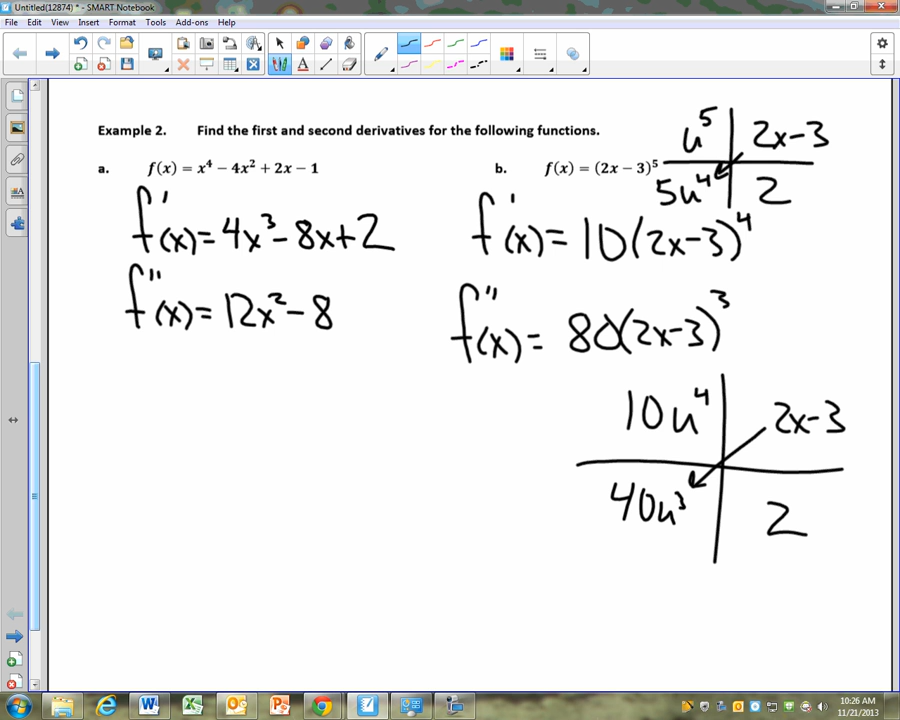 Untitled(12874) * - SMART Notebook
File Edit View Insert Format Tools Add-ons Help
Example 2. Find the first and second derivatives for the following functions.
a. f(x) = x⁴ − 4x² + 2x − 1
b. f(x) = (2x − 3)⁵
u⁵ 2x-3
5u⁴ 2
f'(x) = 4x³ - 8x + 2
f''(x) = 12x² - 8
f'(x) = 10(2x-3)⁴
f''(x) = 80(2x-3)³
10u⁴ 2x-3
40u³ 2
10:26 AM
11/21/2013